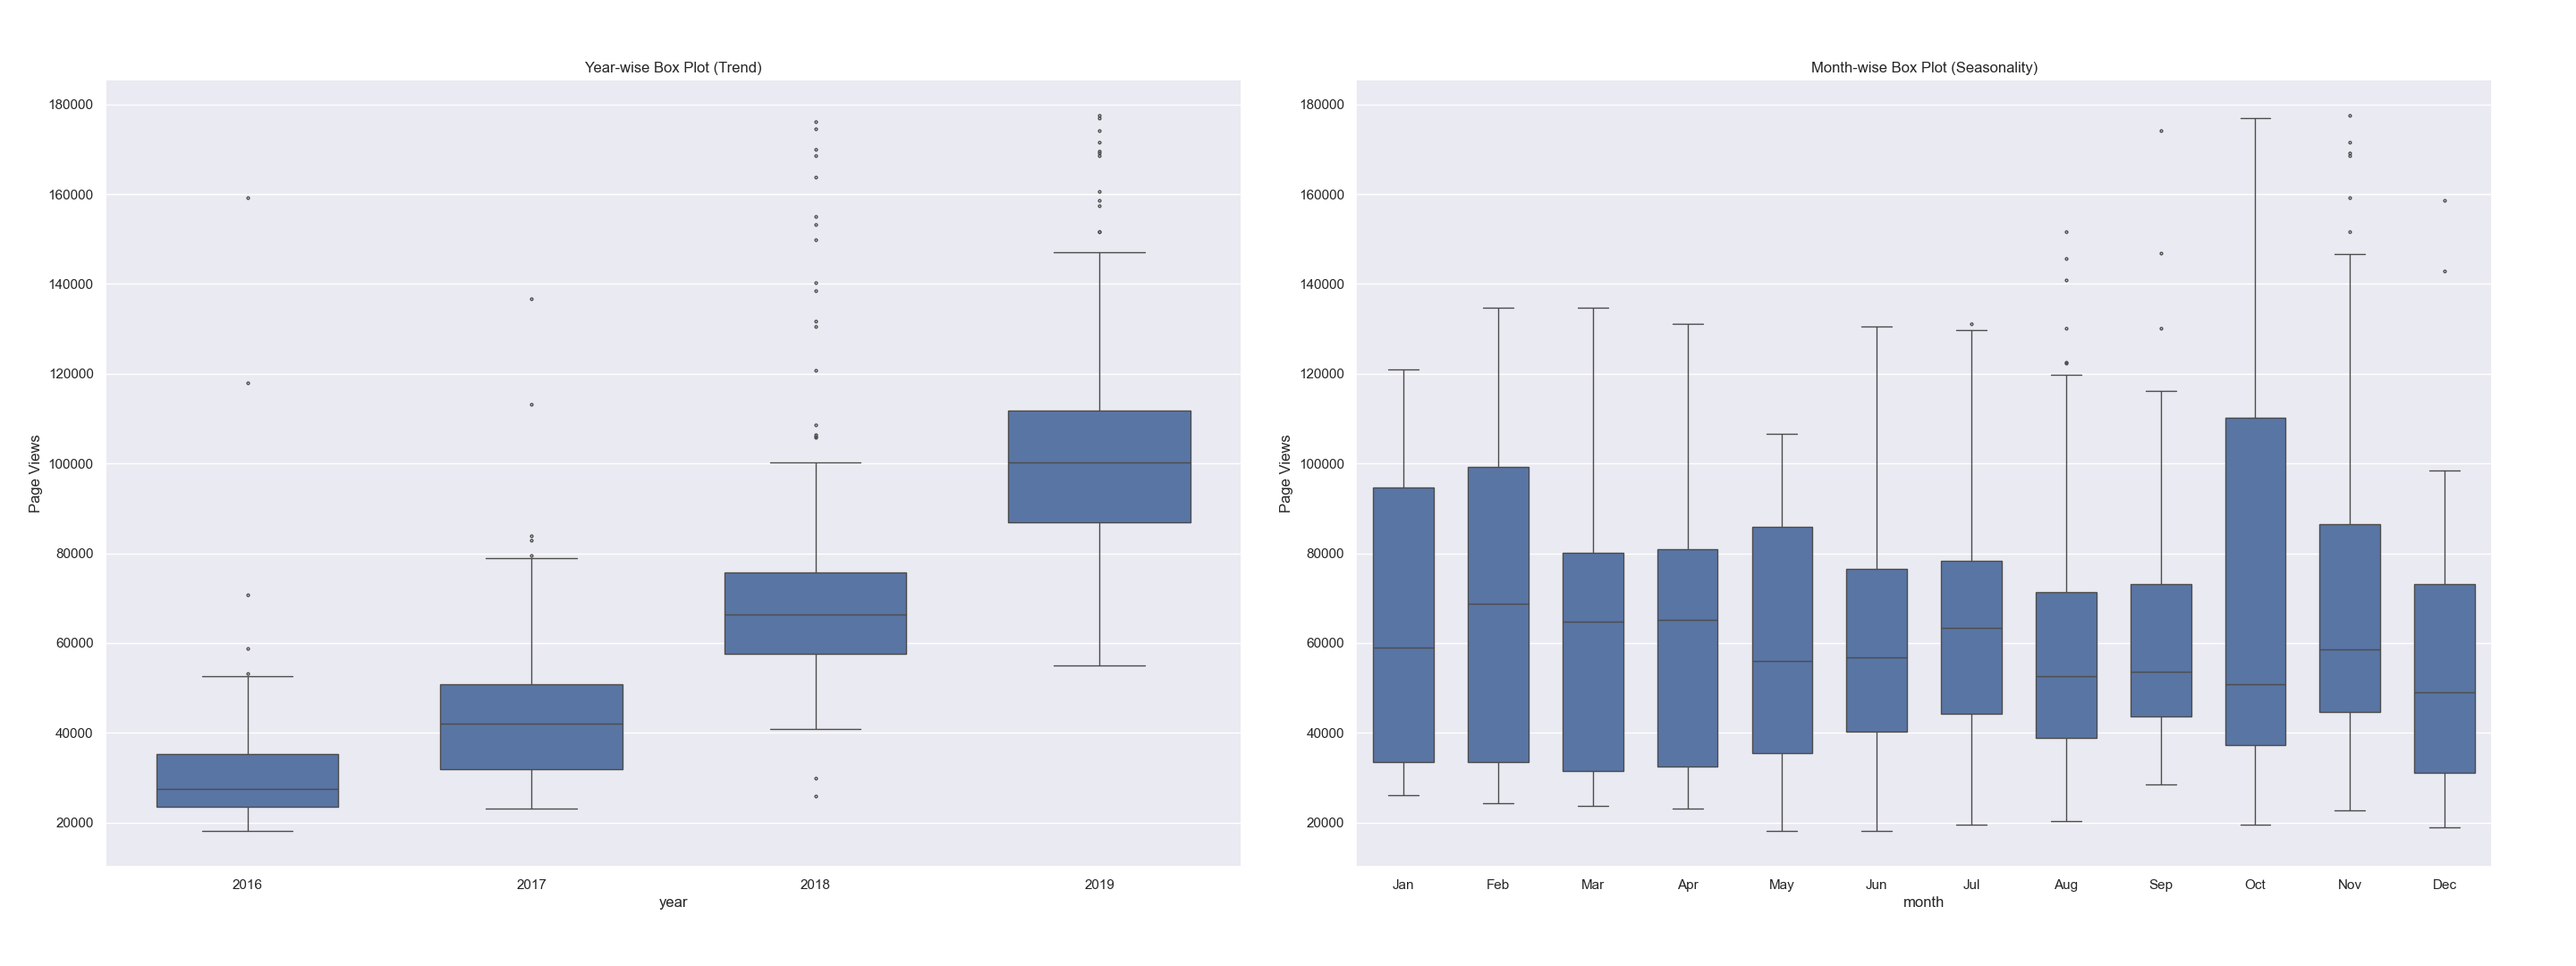 Year-wise Box Plot (Trend)
180000
160000
140000
120000
100000
80000
60000
40000
20000
Page Views
2016 2017 2018 2019
year
Month-wise Box Plot (Seasonality)
180000
160000
140000
120000
100000
80000
60000
40000
20000
Page Views
Jan Feb Mar Apr May Jun Jul Aug Sep Oct Nov Dec
month